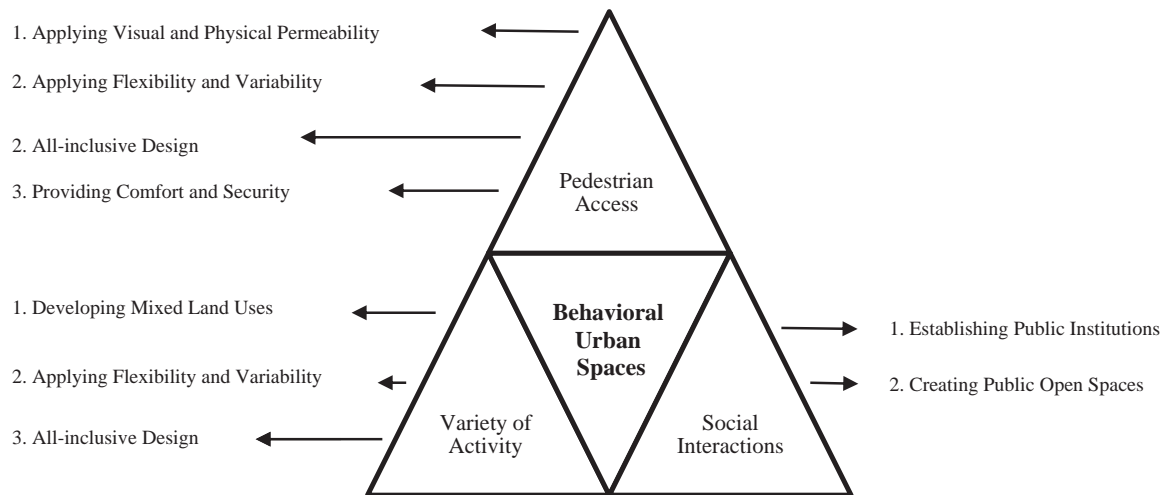 1. Applying Visual and Physical Permeability
2. Applying Flexibility and Variability
2. All-inclusive Design
3. Providing Comfort and Security
Pedestrian
Access
1. Developing Mixed Land Uses
2. Applying Flexibility and Variability
3. All-inclusive Design
Behavioral
Urban
Spaces
Variety of
Activity
Social
Interactions
1. Establishing Public Institutions
2. Creating Public Open Spaces